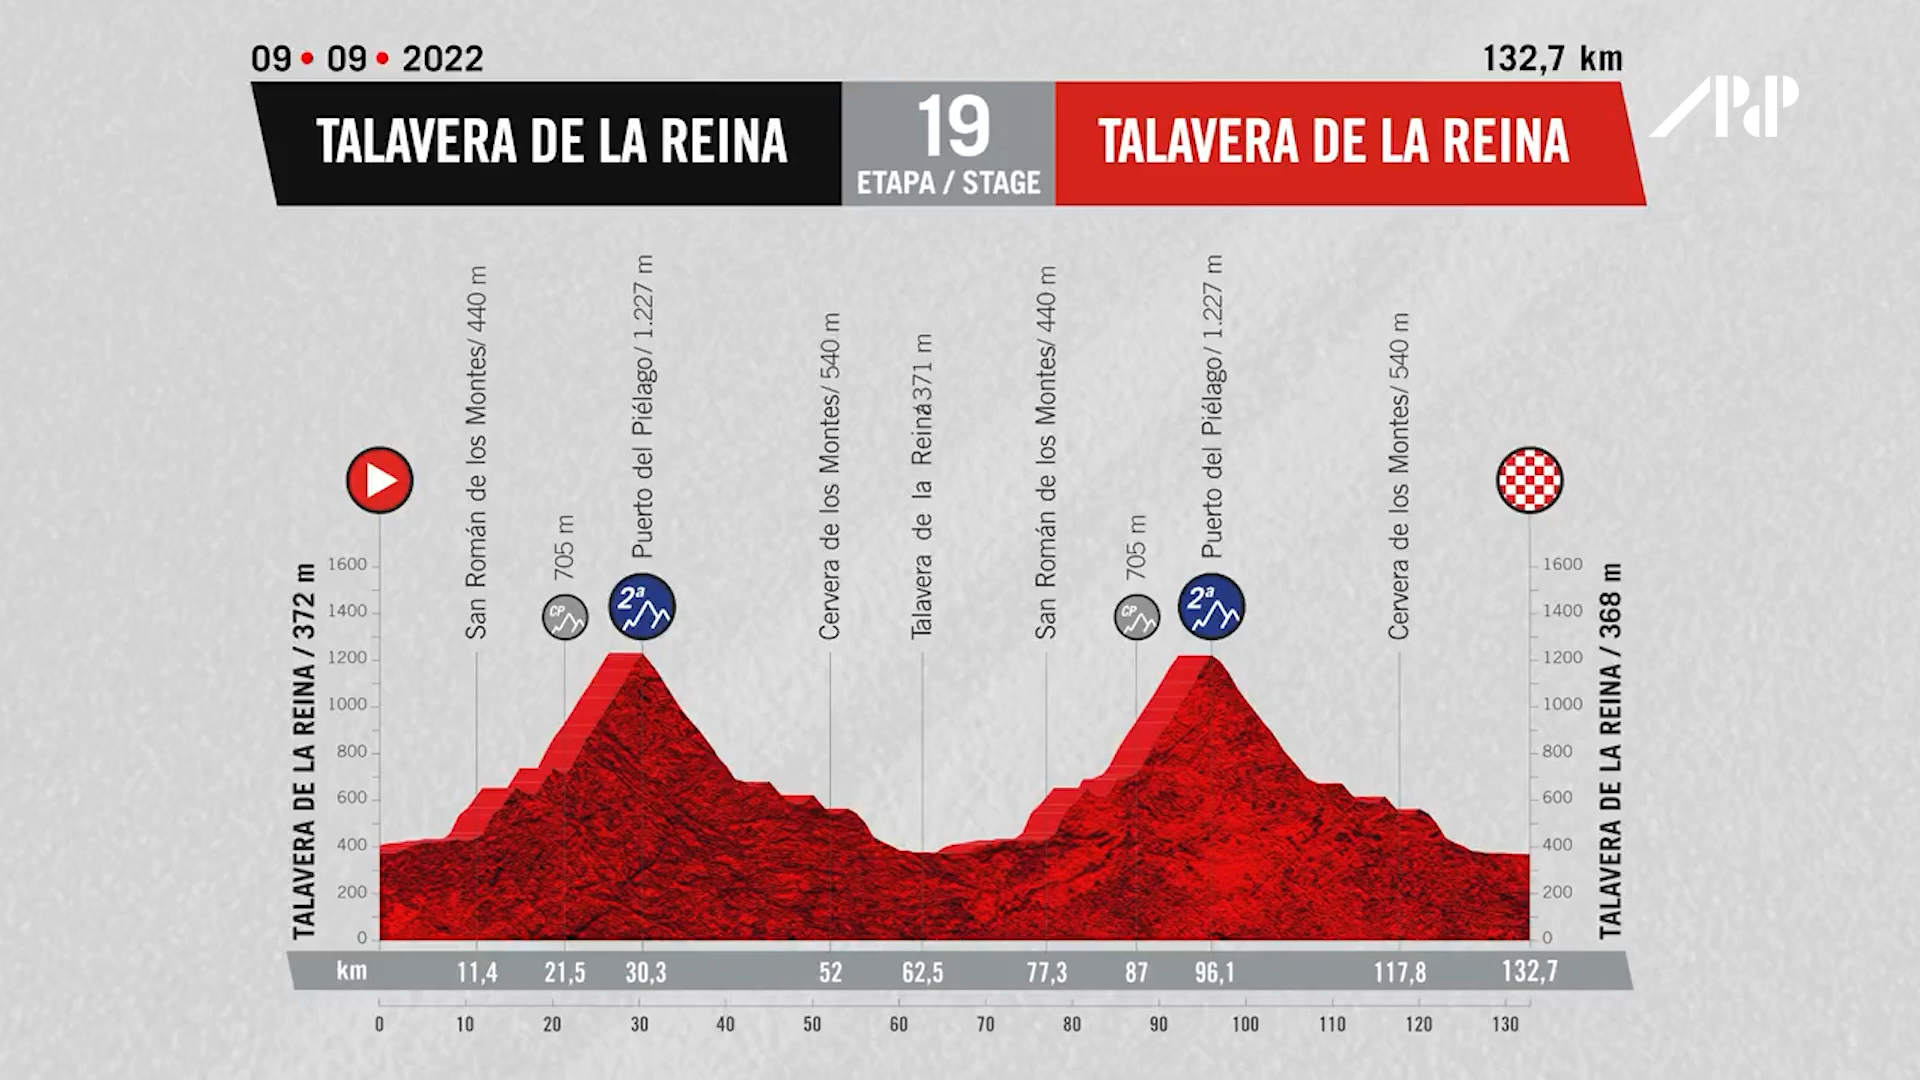 09 • 09 • 2022
132,7 km
TALAVERA DE LA REINA
19
ETAPA / STAGE
TALAVERA DE LA REINA
San Román de los Montes/ 440 m
705 m
Puerto del Piélago/ 1.227 m
Cervera de los Montes/ 540 m
Talavera de la Reina/371 m
San Román de los Montes/ 440 m
705 m
Puerto del Piélago/ 1.227 m
Cervera de los Montes/ 540 m
CP
2ª
CP
2ª
TALAVERA DE LA REINA / 372 m
1600
1400
1200
1000
800
600
400
200
0
1600
1400
1200
1000
800
600
400
200
0
TALAVERA DE LA REINA / 368 m
km 11,4 21,5 30,3 52 62,5 77,3 87 96,1 117,8 132,7
0 10 20 30 40 50 60 70 80 90 100 110 120 130